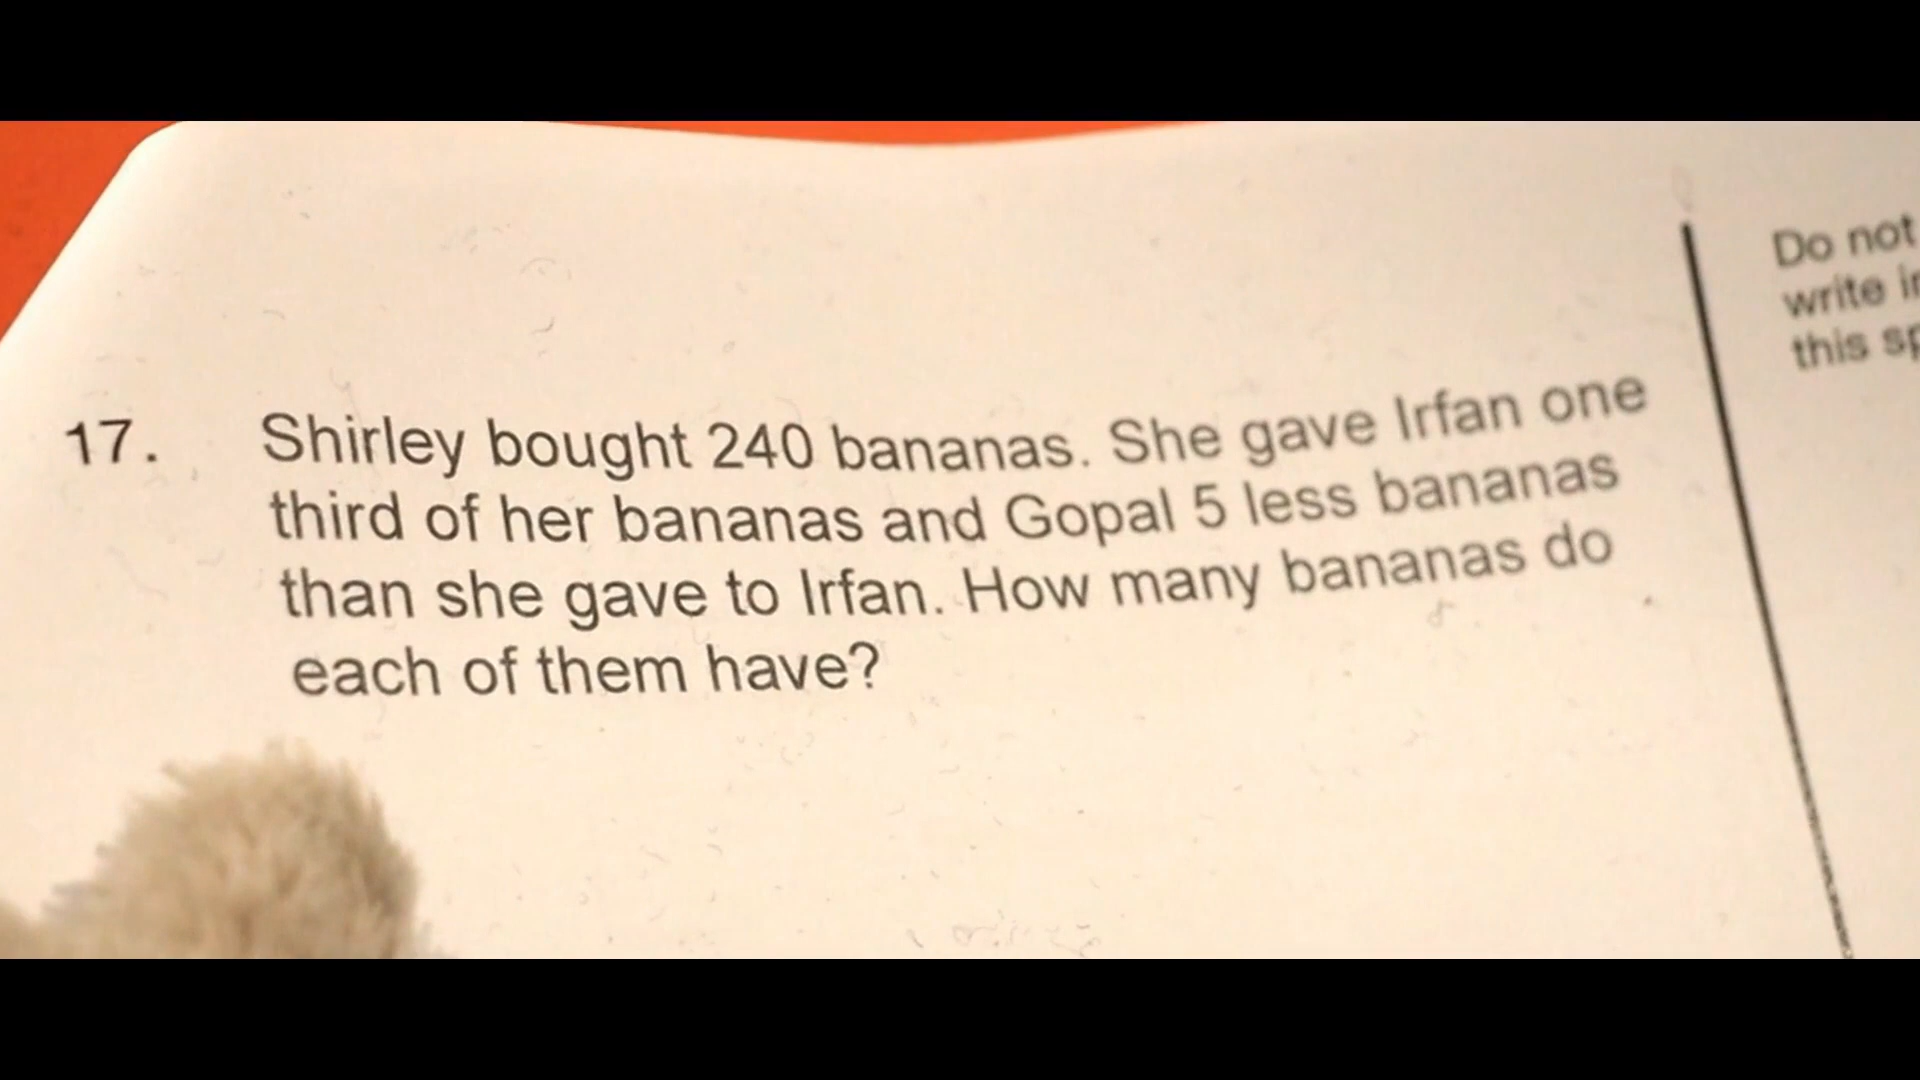 17. Shirley bought 240 bananas. She gave Irfan one
third of her bananas and Gopal 5 less bananas
than she gave to Irfan. How many bananas do
each of them have?
Do not
write
this